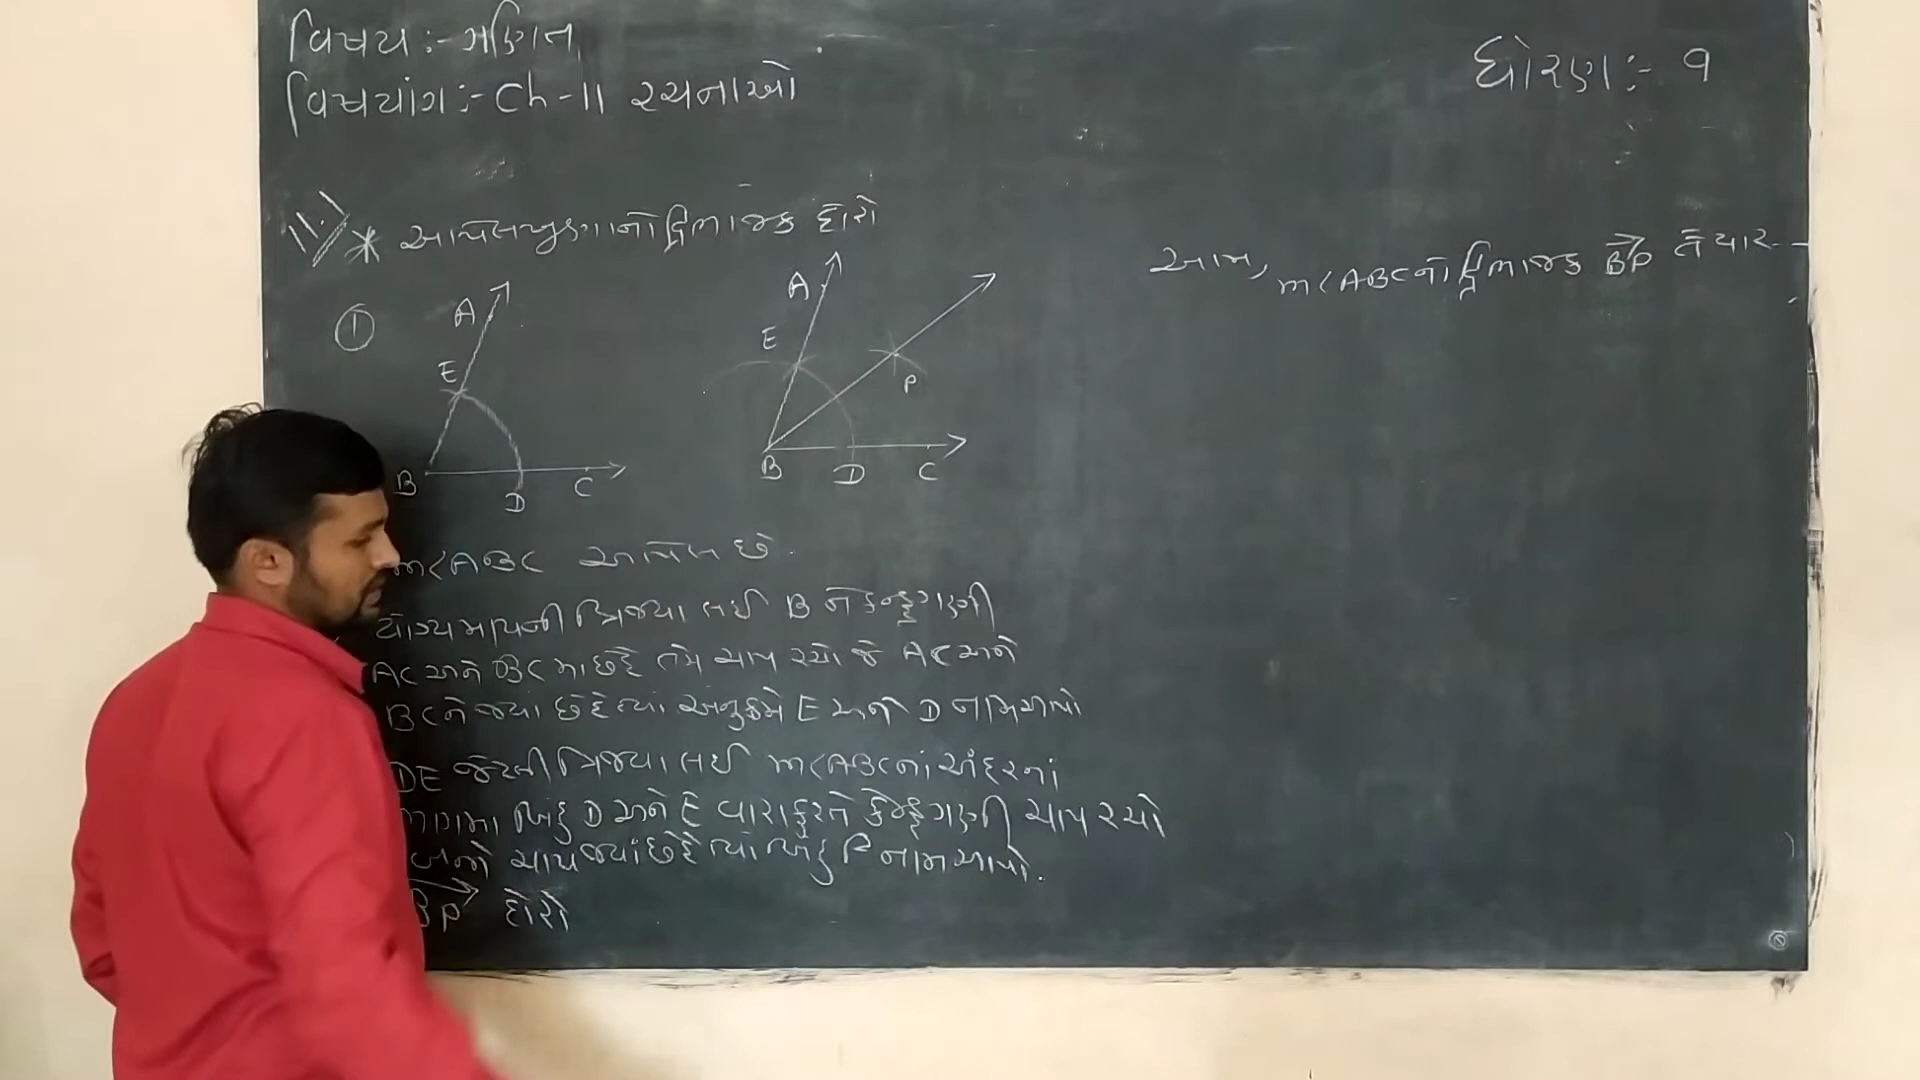 વિષય :- ગણિત
વિષયાંગ :- Ch-11 રચનાઓ
ધોરણ :- ૯
11.1 * આપેલ ખૂણાનો દ્વિભાજક દોરો
①
A
E
B
D
C
A
E
P
B
D
C
આમ, m<ABC નો દ્વિભાજક BP તૈયાર
m<ABC આપેલ છે.
યોગ્ય માપની ત્રિજ્યા લઈ B ને કેન્દ્ર ગણી
AC અને BC મા છેદે તેમ ચાપ રચો જે AC અને
BC ને જ્યાં છેદે ત્યાં અનુક્રમે E અને D નામ આપો
DE જેટલી ત્રિજ્યા લઈ m<ABC નાં અંદરનાં
બિંદુ D અને E વારાફરતે કેન્દ્ર ગણી ચાપ રચો
ચાપ જ્યાં છેદે ત્યાં બિંદુ P નામ આપો.
BP દોરો